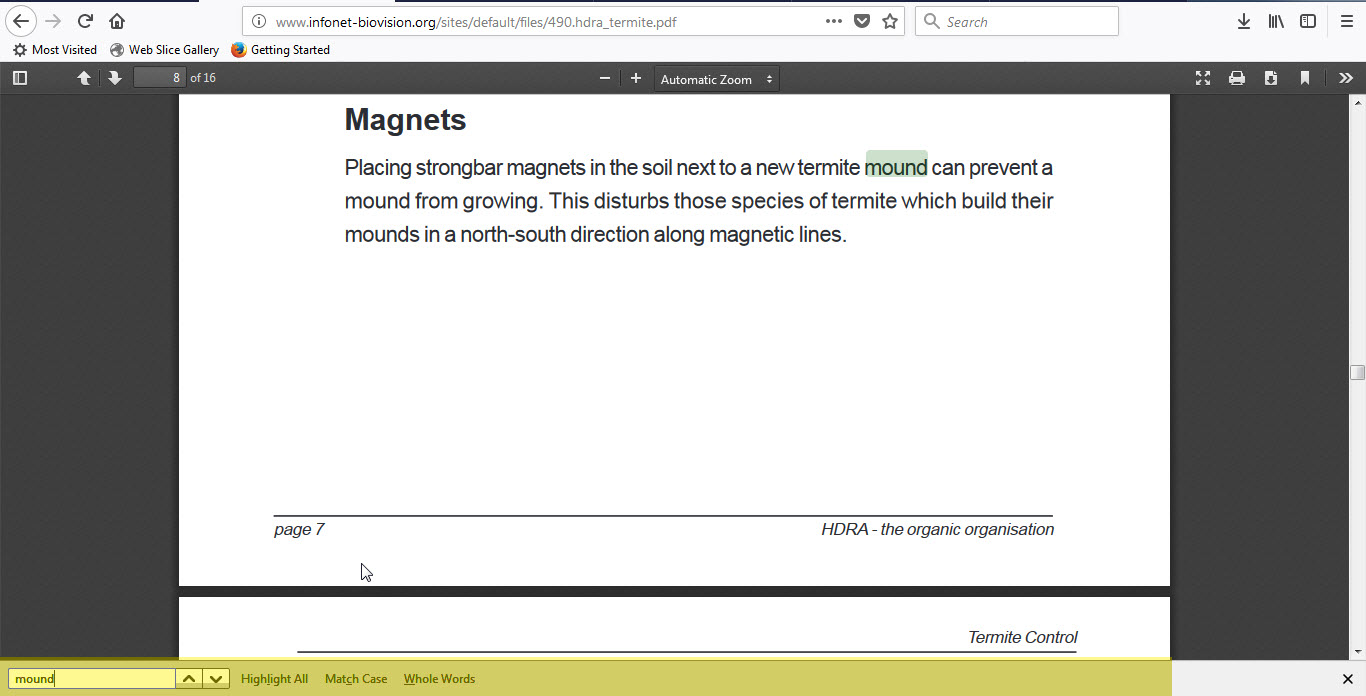 www.infonet-biovision.org/sites/default/files/490.hdra_termite.pdf
Search
Most Visited Web Slice Gallery Getting Started
8 of 16
Automatic Zoom
Magnets
Placing strongbar magnets in the soil next to a new termite mound can prevent a
mound from growing. This disturbs those species of termite which build their
mounds in a north-south direction along magnetic lines.
page 7 HDRA - the organic organisation
Termite Control
mound Highlight All Match Case Whole Words